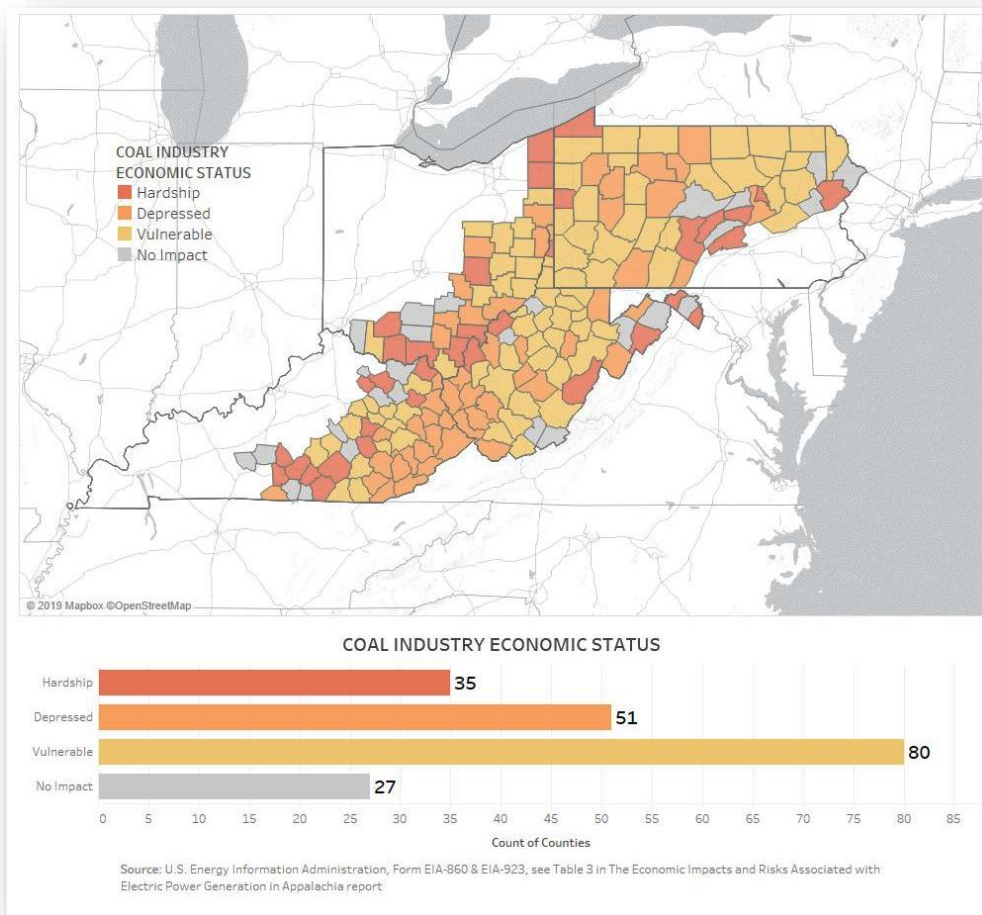 COAL INDUSTRY
ECONOMIC STATUS
Hardship
Depressed
Vulnerable
No Impact
© 2019 Mapbox ©OpenStreetMap
COAL INDUSTRY ECONOMIC STATUS
Hardship 35
Depressed 51
Vulnerable 80
No Impact 27
0 5 10 15 20 25 30 35 40 45 50 55 60 65 70 75 80 85
Count of Counties
Source: U.S. Energy Information Administration, Form EIA-860 & EIA-923, see Table 3 in The Economic Impacts and Risks Associated with
Electric Power Generation in Appalachia report